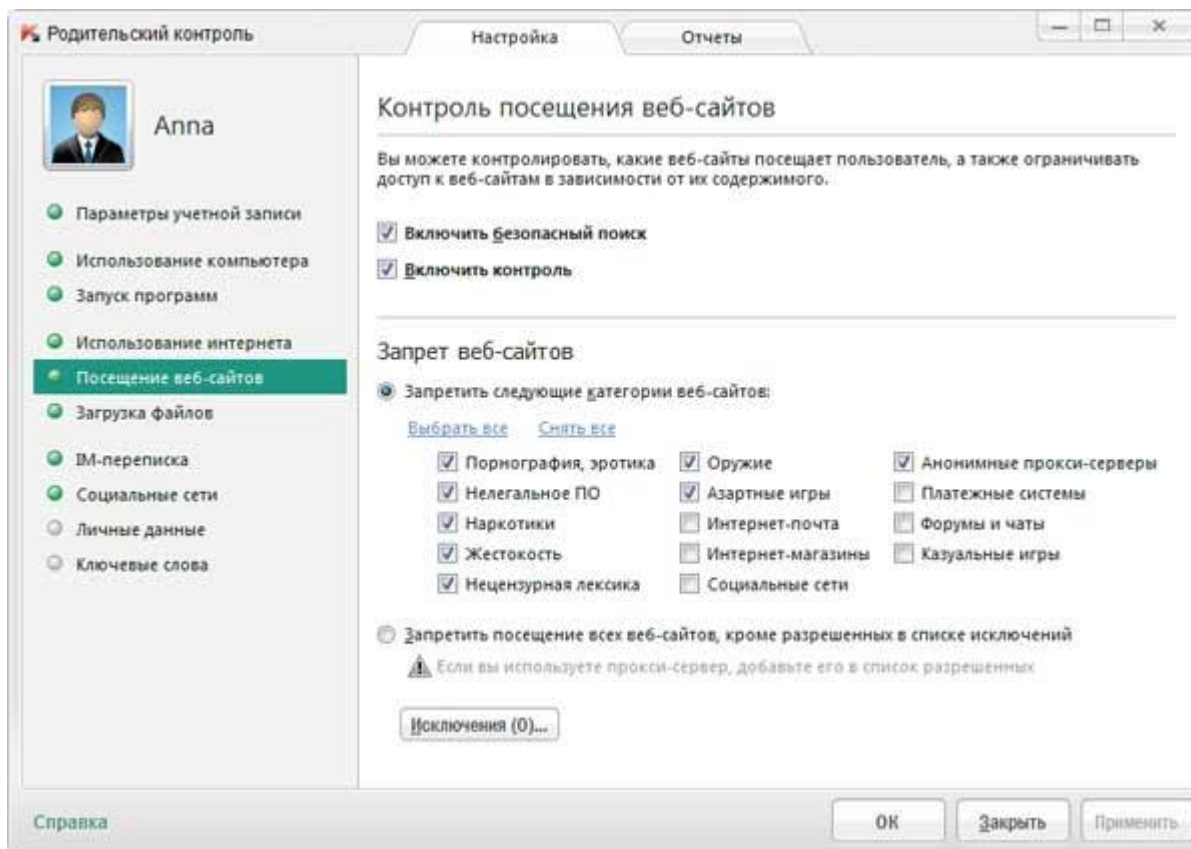 Родительский контроль
Настройка
Отчеты
Anna
Параметры учетной записи
Использование компьютера
Запуск программ
Использование интернета
Посещение веб-сайтов
Загрузка файлов
IM-переписка
Социальные сети
Личные данные
Ключевые слова
Контроль посещения веб-сайтов
Вы можете контролировать, какие веб-сайты посещает пользователь, а также ограничивать
доступ к веб-сайтам в зависимости от их содержимого.
Включить безопасный поиск
Включить контроль
Запрет веб-сайтов
Запретить следующие категории веб-сайтов:
Выбрать все Снять все
Порнография, эротика Оружие Анонимные прокси-серверы
Нелегальное ПО Азартные игры Платежные системы
Наркотики Интернет-почта Форумы и чаты
Жестокость Интернет-магазины Казуальные игры
Нецензурная лексика Социальные сети
Запретить посещение всех веб-сайтов, кроме разрешенных в списке исключений
Если вы используете прокси-сервер, добавьте его в список разрешенных
Исключения (0)...
Справка
ОК
Закрыть
Применить